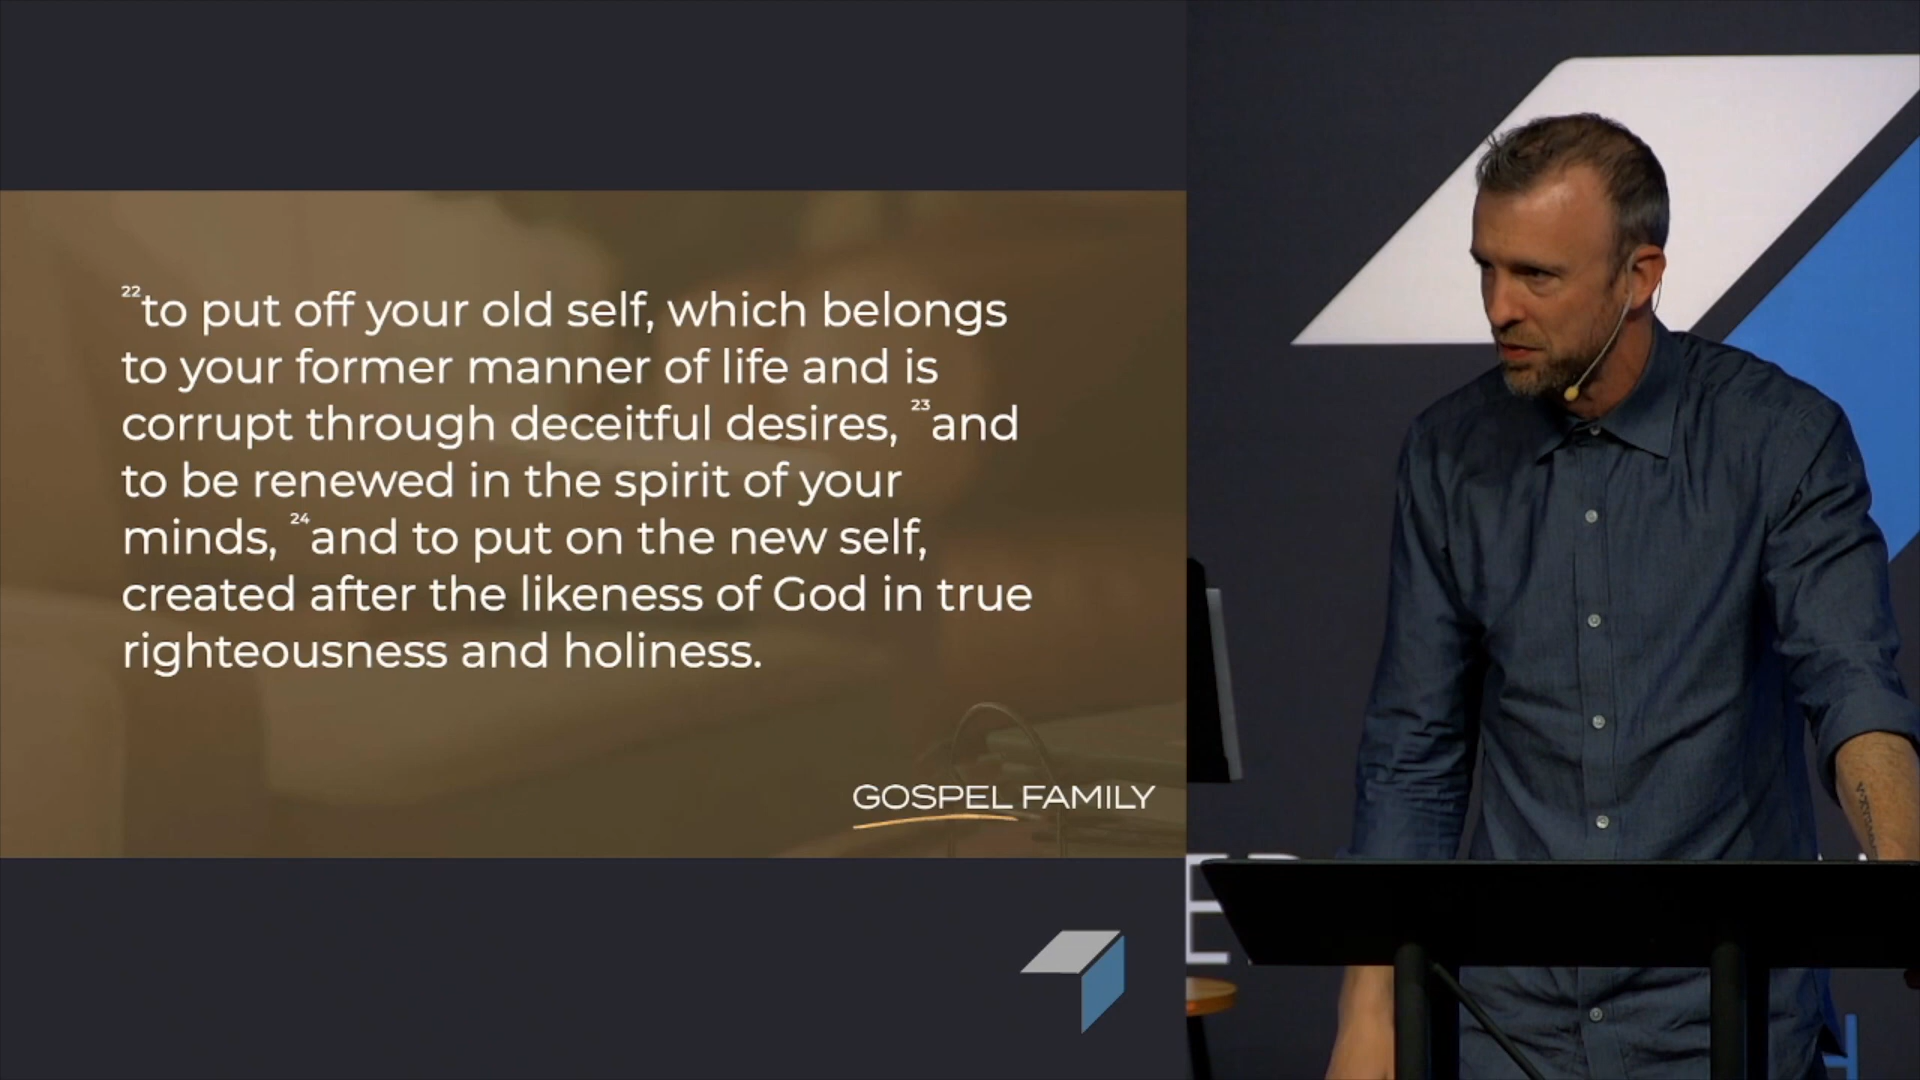 22to put off your old self, which belongs
to your former manner of life and is
corrupt through deceitful desires, 23and
to be renewed in the spirit of your
minds, 24and to put on the new self,
created after the likeness of God in true
righteousness and holiness.
GOSPEL FAMILY